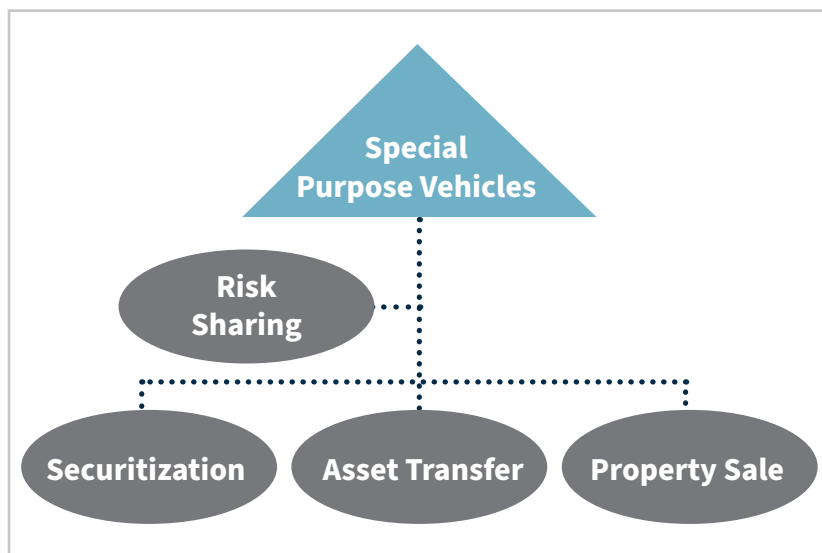 Special
Purpose Vehicles
Risk
Sharing
Securitization
Asset Transfer
Property Sale